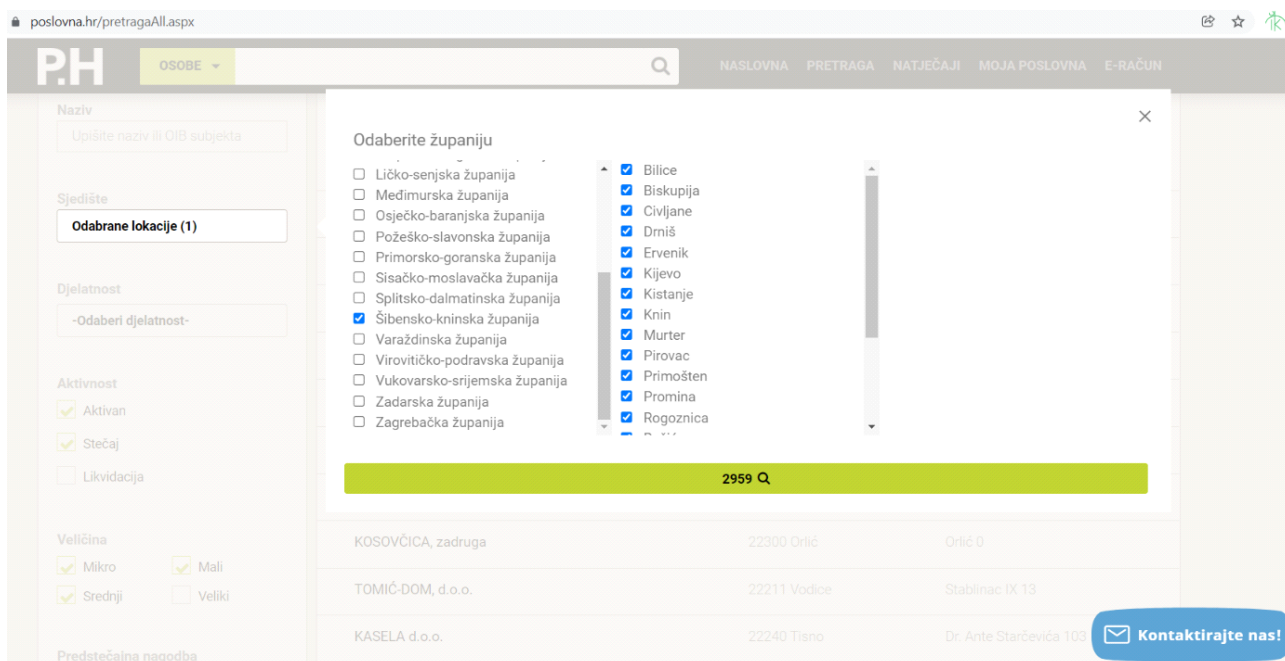 poslovna.hr/pretragaAll.aspx
P.H
OSOBE
NASLOVNA PRETRAGA NATJEČAJI MOJA POSLOVNA E-RAČUN
Naziv
Upišite naziv ili OIB subjekta
Sjedište
Odabrane lokacije (1)
Djelatnost
-Odaberi djelatnost-
Aktivnost
Aktivan
Stečaj
Likvidacija
Veličina
Mikro Mali
Srednji Veliki
Predstečajna nagodba
Odaberite županiju
Ličko-senjska županija
Međimurska županija
Osječko-baranjska županija
Požeško-slavonska županija
Primorsko-goranska županija
Sisačko-moslavačka županija
Splitsko-dalmatinska županija
Šibensko-kninska županija
Varaždinska županija
Virovitičko-podravska županija
Vukovarsko-srijemska županija
Zadarska županija
Zagrebačka županija
Bilice
Biskupija
Civljane
Drniš
Ervenik
Kijevo
Kistanje
Knin
Murter
Pirovac
Primošten
Promina
Rogoznica
2959
KOSOVČICA, zadruga 22300 Orlić Orlić 0
TOMIĆ-DOM, d.o.o. 22211 Vodice Stablinac IX 13
KASELA d.o.o. 22240 Tisno Dr. Ante Starčevića 103
Kontaktirajte nas!